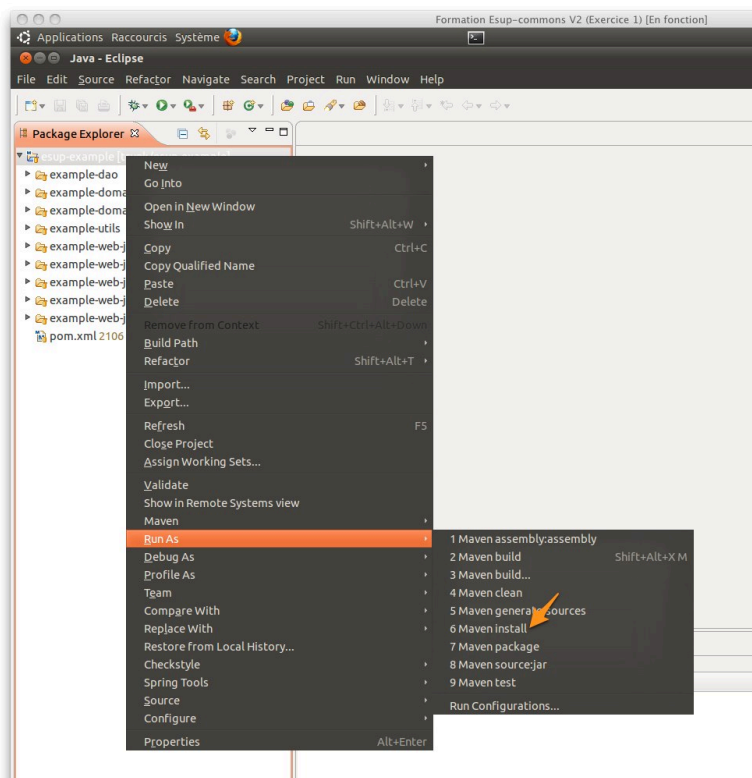 Formation Esup-commons V2 (Exercice 1) [En fonction]
Applications Raccourcis Système
Java - Eclipse
File Edit Source Refactor Navigate Search Project Run Window Help
Package Explorer
esup-example
example-dao
example-doma
example-doma
example-utils
example-web-j
example-web-j
example-web-j
example-web-j
example-web-j
pom.xml 2106
New
Go Into
Open in New Window
Show In Shift+Alt+W
Copy Ctrl+C
Copy Qualified Name
Paste Ctrl+V
Delete Delete
Remove from Context Shift+Ctrl+Alt+Down
Build Path
Refactor Shift+Alt+T
Import...
Export...
Refresh F5
Close Project
Assign Working Sets...
Validate
Show in Remote Systems view
Maven
Run As
Debug As
Profile As
Team
Compare With
Replace With
Restore from Local History...
Checkstyle
Spring Tools
Source
Configure
Properties Alt+Enter
1 Maven assembly:assembly
2 Maven build Shift+Alt+X M
3 Maven build...
4 Maven clean
5 Maven generate-sources
6 Maven install
7 Maven package
8 Maven source:jar
9 Maven test
Run Configurations...